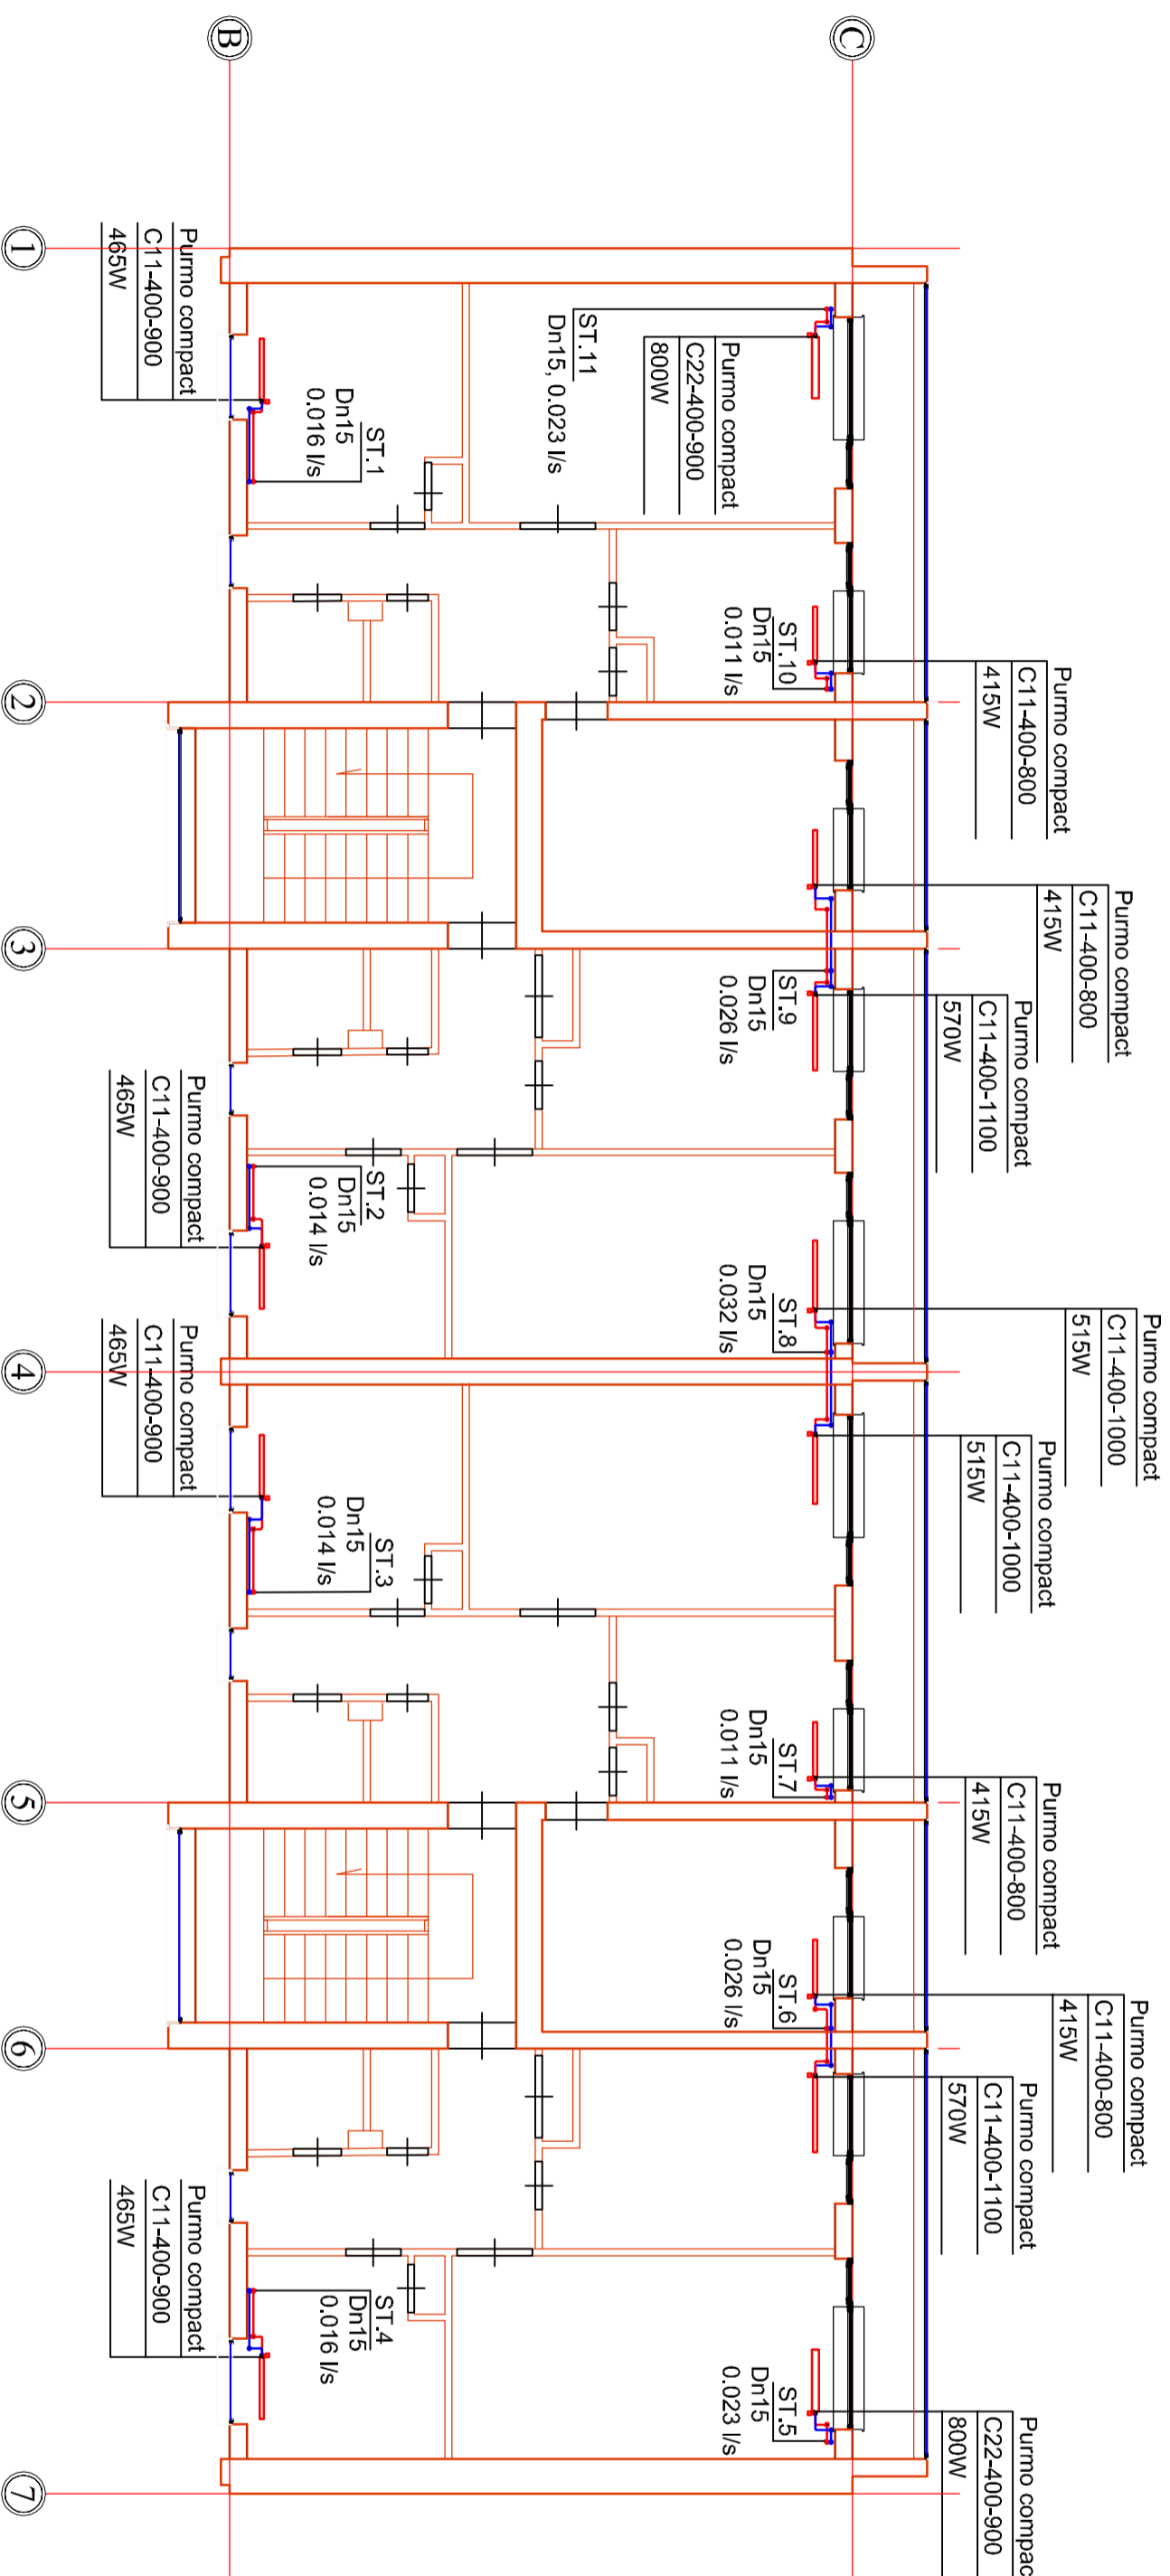 B
C
1
2
3
4
5
6
7
Purmo compact
C11-400-900
465W
ST.1
Dn15
0.016 l/s
ST.11
Dn15, 0.023 l/s
Purmo compact
C22-400-900
800W
ST.10
Dn15
0.011 l/s
Purmo compact
C11-400-800
415W
Purmo compact
C11-400-800
415W
ST.9
Dn15
0.026 l/s
Purmo compact
C11-400-1100
570W
Purmo compact
C11-400-900
465W
ST.2
Dn15
0.014 l/s
ST.8
Dn15
0.032 l/s
Purmo compact
C11-400-1000
515W
Purmo compact
C11-400-1000
515W
Purmo compact
C11-400-900
465W
ST.3
Dn15
0.014 l/s
ST.7
Dn15
0.011 l/s
Purmo compact
C11-400-800
415W
ST.6
Dn15
0.026 l/s
Purmo compact
C11-400-800
415W
Purmo compact
C11-400-1100
570W
Purmo compact
C11-400-900
465W
ST.4
Dn15
0.016 l/s
ST.5
Dn15
0.023 l/s
Purmo compac
C22-400-900
800W